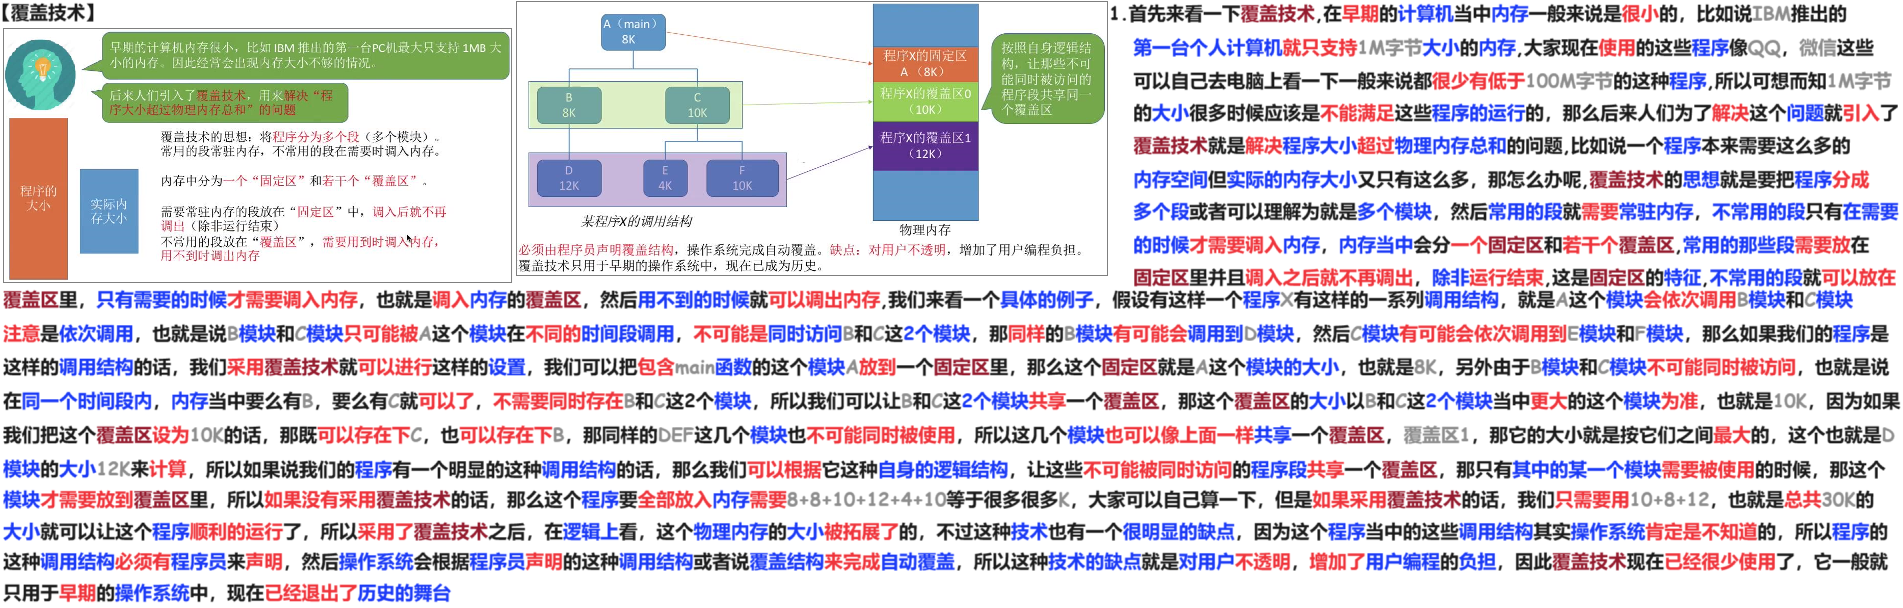 【覆盖技术】
早期的计算机内存很小，比如 IBM 推出的第一台PC机最大只支持 1MB 大
小的内存。因此经常会出现内存大小不够的情况。
后来人们引入了覆盖技术，用来解决“程
序大小超过物理内存总和”的问题
程序的
大小
实际内
存大小
覆盖技术的思想：将程序分为多个段（多个模块）。
常用的段常驻内存，不常用的段在需要时调入内存。
内存中分为一个“固定区”和若干个“覆盖区”。
需要常驻内存的段放在“固定区”中，调入后就不再
调出（除非运行结束）
不常用的段放在“覆盖区”，需要用到时调入内存，
用不到时调出内存
A（main）
8K
B
8K
C
10K
D
12K
E
4K
F
10K
某程序X的调用结构
程序X的固定区
A （8K）
程序X的覆盖区0
（10K）
程序X的覆盖区1
（12K）
物理内存
按照自身逻辑结
构，让那些不可
能同时被访问的
程序段共享同一
个覆盖区
必须由程序员声明覆盖结构，操作系统完成自动覆盖。缺点：对用户不透明，增加了用户编程负担。
覆盖技术只用于早期的操作系统中，现在已成为历史。
1.首先来看一下覆盖技术,在早期的计算机当中内存一般来说是很小的，比如说IBM推出的
第一台个人计算机就只支持1M字节大小的内存,大家现在使用的这些程序像QQ，微信这些
可以自己去电脑上看一下一般来说都很少有低于100M字节的这种程序,所以可想而知1M字节
的大小很多时候应该是不能满足这些程序的运行的，那么后来人们为了解决这个问题就引入了
覆盖技术就是解决程序大小超过物理内存总和的问题,比如说一个程序本来需要这么多的
内存空间但实际的内存大小又只有这么多，那怎么办呢,覆盖技术的思想就是要把程序分成
多个段或者可以理解为就是多个模块，然后常用的段就需要常驻内存，不常用的段只有在需要
的时候才需要调入内存，内存当中会分一个固定区和若干个覆盖区,常用的那些段需要放在
固定区里并且调入之后就不再调出，除非运行结束,这是固定区的特征,不常用的段就可以放在
覆盖区里，只有需要的时候才需要调入内存，也就是调入内存的覆盖区，然后用不到的时候就可以调出内存,我们来看一个具体的例子，假设有这样一个程序X有这样的一系列调用结构，就是A这个模块会依次调用B模块和C模块
注意是依次调用，也就是说B模块和C模块只可能被A这个模块在不同的时间段调用，不可能是同时访问B和C这2个模块，那同样的B模块有可能会调用到D模块，然后C模块有可能会依次调用到E模块和F模块，那么如果我们的程序是
这样的调用结构的话，我们采用覆盖技术就可以进行这样的设置，我们可以把包含main函数的这个模块A放到一个固定区里，那么这个固定区就是A这个模块的大小，也就是8K，另外由于B模块和C模块不可能同时被访问，也就是说
在同一个时间段内，内存当中要么有B，要么有C就可以了，不需要同时存在B和C这2个模块，所以我们可以让B和C这2个模块共享一个覆盖区，那这个覆盖区的大小以B和C这2个模块当中更大的这个模块为准，也就是10K，因为如果
我们把这个覆盖区设为10K的话，那既可以存在下C，也可以存在下B，那同样的DEF这几个模块也不可能同时被使用，所以这几个模块也可以像上面一样共享一个覆盖区，覆盖区1，那它的大小就是按它们之间最大的，这个也就是D
模块的大小12K来计算，所以如果说我们的程序有一个明显的这种调用结构的话，那么我们可以根据它这种自身的逻辑结构，让这些不可能被同时访问的程序段共享一个覆盖区，那只有其中的某一个模块需要被使用的时候，那这个
模块才需要放到覆盖区里，所以如果没有采用覆盖技术的话，那么这个程序要全部放入内存需要8+8+10+12+4+10等于很多很多K，大家可以自己算一下，但是如果采用覆盖技术的话，我们只需要用10+8+12，也就是总共30K的
大小就可以让这个程序顺利的运行了，所以采用了覆盖技术之后，在逻辑上看，这个物理内存的大小被拓展了的，不过这种技术也有一个很明显的缺点，因为这个程序当中的这些调用结构其实操作系统肯定是不知道的，所以程序的
这种调用结构必须有程序员来声明，然后操作系统会根据程序员声明的这种调用结构或者说覆盖结构来完成自动覆盖，所以这种技术的缺点就是对用户不透明，增加了用户编程的负担，因此覆盖技术现在已经很少使用了，它一般就
只用于早期的操作系统中，现在已经退出了历史的舞台